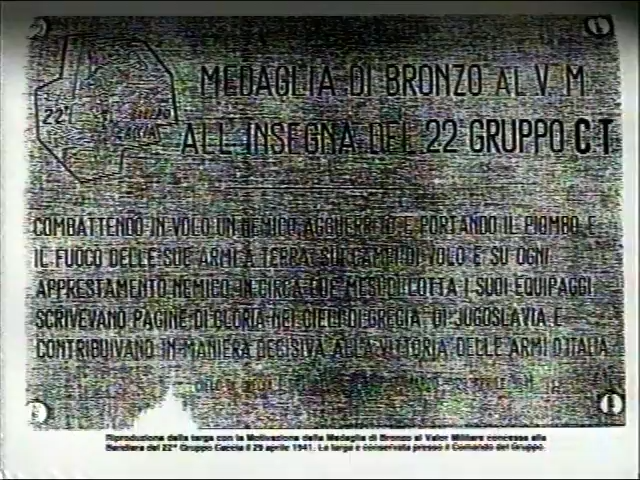 22°
GRUPPO
CACCIA
MEDAGLIA DI BRONZO AL V. M
ALL'INSEGNA DEL 22 GRUPPO C T
COMBATTENDO IN VOLO UN NEMICO AGGUERRITO E PORTANDO IL PIOMBO E
IL FUOCO DELLE SUE ARMI A TERRA SUI CAMPI DI VOLO E SU OGNI
APPRESTAMENTO NEMICO IN CIRCA DUE MESI DI LOTTA I SUOI EQUIPAGGI
SCRIVEVANO PAGINE DI GLORIA NEI CIELI DI GRECIA, DI JUGOSLAVIA E
CONTRIBUIVANO IN MANIERA DECISIVA ALLA VITTORIA DELLE ARMI D'ITALIA
Riproduzione della targa con la Motivazione della Medaglia di Bronzo al Valor Militare concessa alla
Bandiera del 22° Gruppo Caccia il 29 aprile 1941. La targa è conservata presso il Comando del Gruppo.